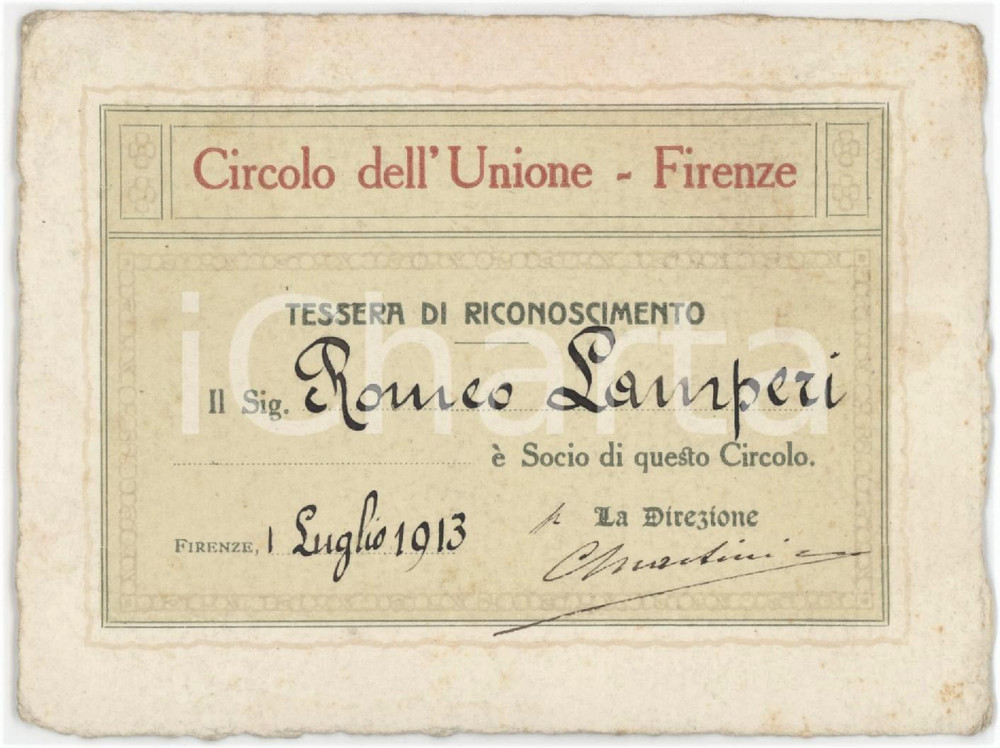 Circolo dell' Unione - Firenze
TESSERA DI RICONOSCIMENTO
Il Sig. Romeo Lamperi
è Socio di questo Circolo.
FIRENZE, 1 Luglio 1913
p La Direzione
CMartini
iCharta